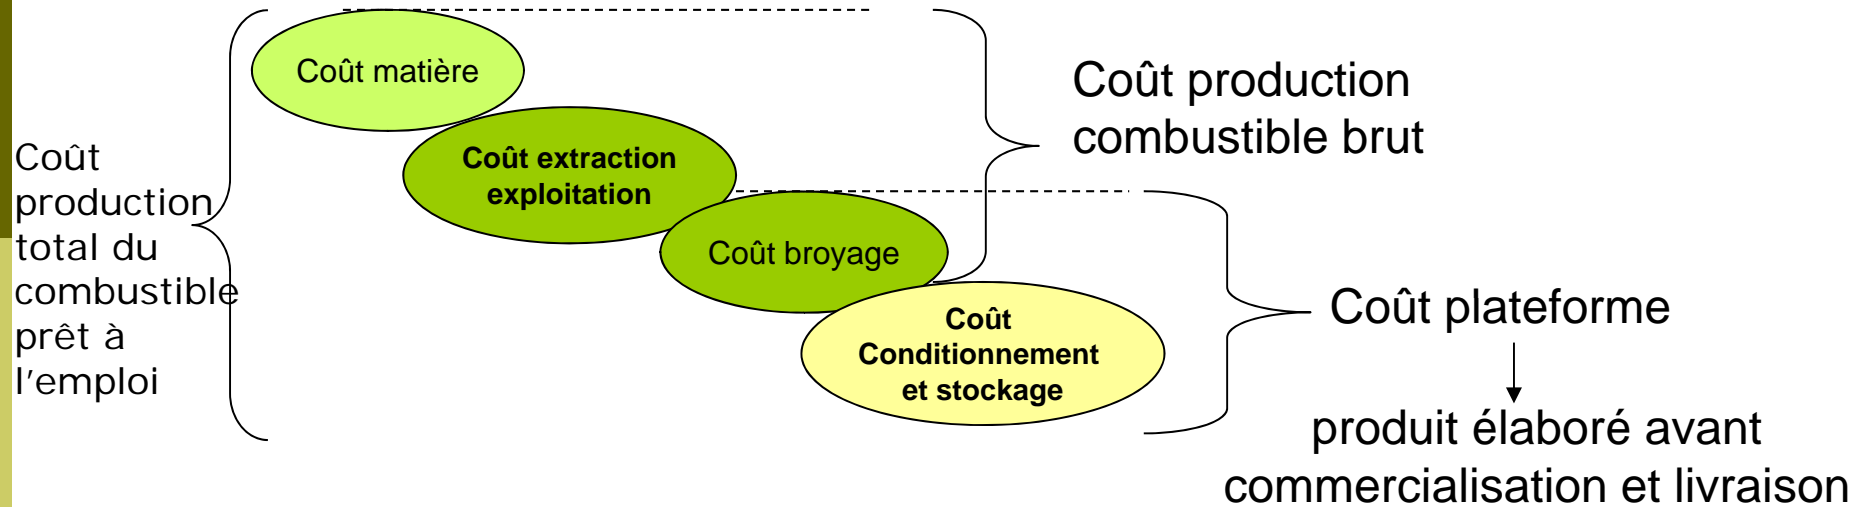 Coût
production
total du
combustible
prêt à
l’emploi
Coût matière
Coût extraction
exploitation
Coût broyage
Coût
Conditionnement
et stockage
Coût production
combustible brut
Coût plateforme
produit élaboré avant
commercialisation et livraison